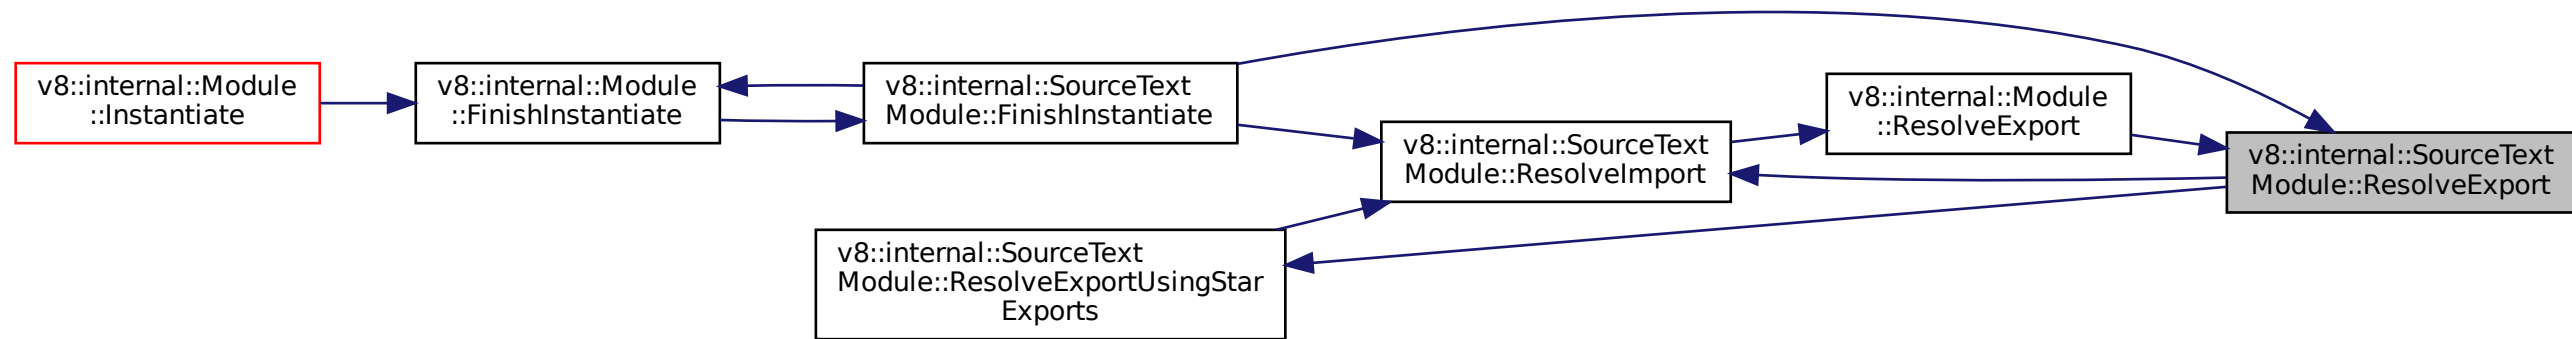 v8::internal::Module
::Instantiate
v8::internal::Module
::FinishInstantiate
v8::internal::SourceText
Module::FinishInstantiate
v8::internal::SourceText
Module::ResolveExportUsingStar
Exports
v8::internal::SourceText
Module::ResolveImport
v8::internal::Module
::ResolveExport
v8::internal::SourceText
Module::ResolveExport